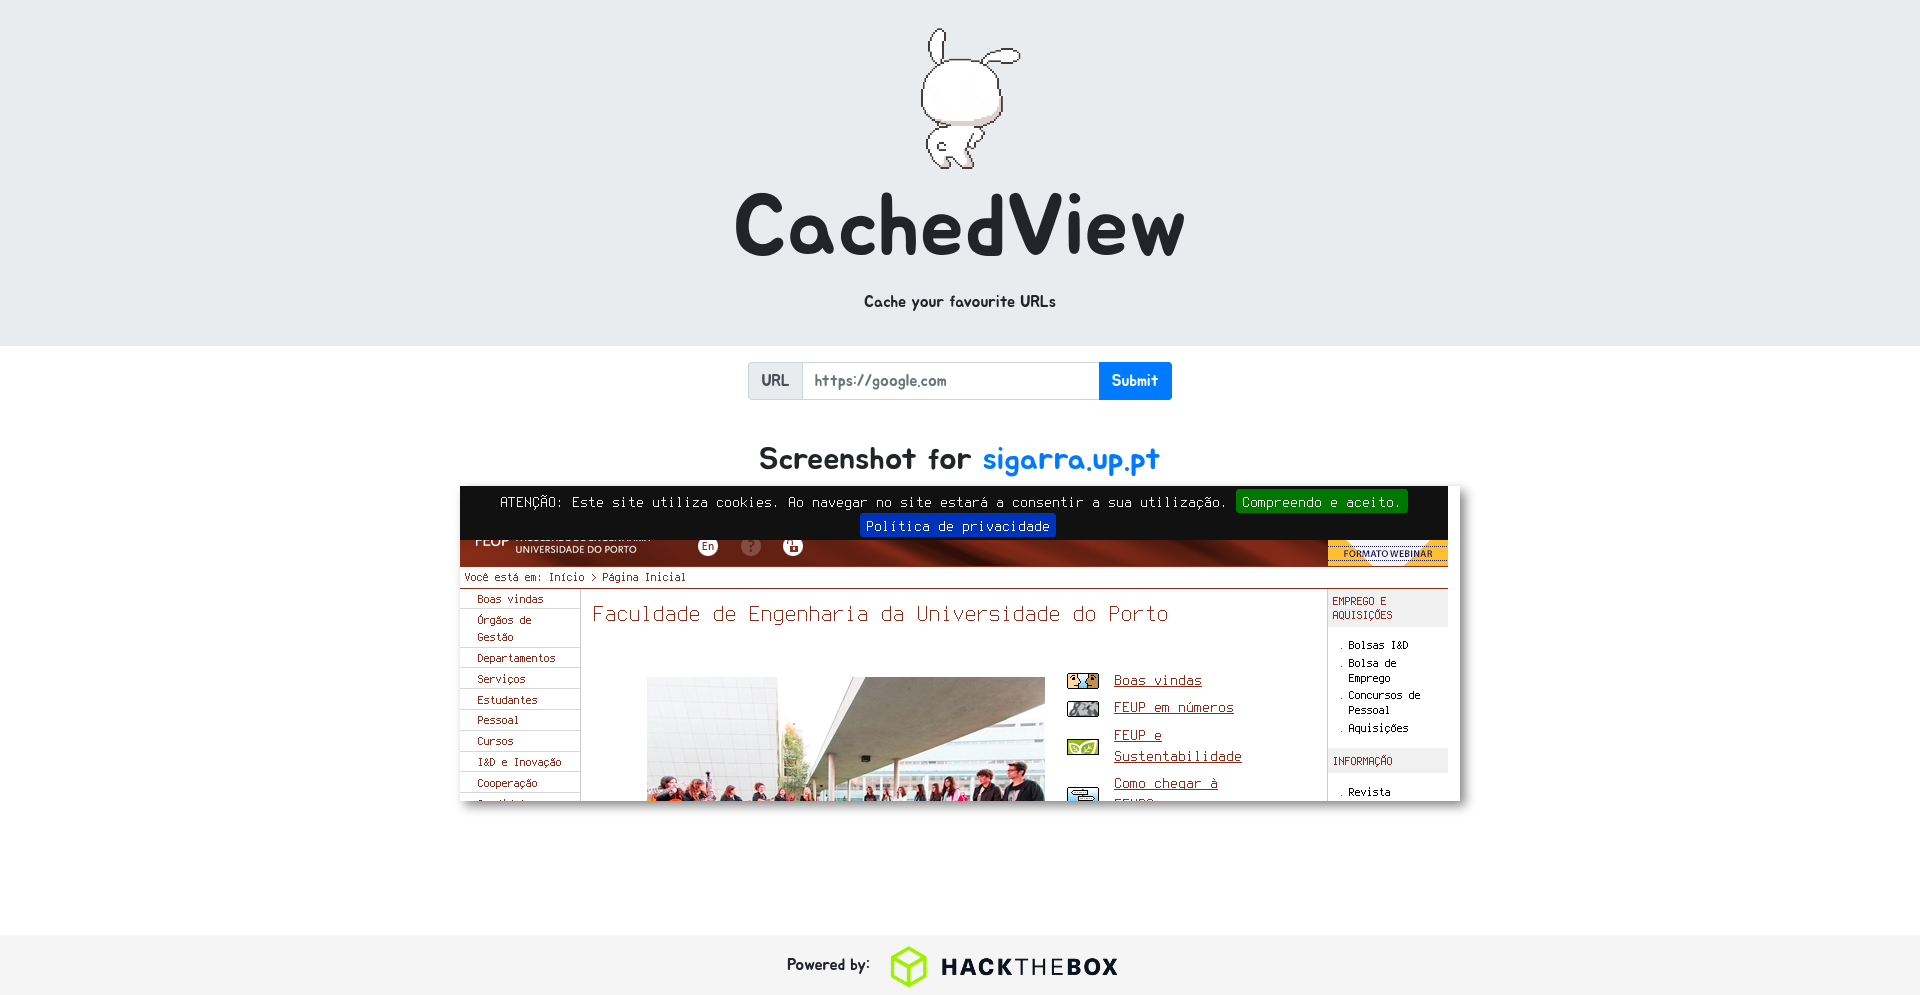 CachedView
Cache your favourite URLs
URL https://google.com Submit
Screenshot for sigarra.up.pt
ATENÇÃO: Este site utiliza cookies. Ao navegar no site estará a consentir a sua utilização. Compreendo e aceito.
Política de privacidade
FEUP
UNIVERSIDADE DO PORTO
En ?
FORMATO WEBINAR
Você está em: Início > Página Inicial
Boas vindas
Órgãos de
Gestão
Departamentos
Serviços
Estudantes
Pessoal
Cursos
I&D e Inovação
Cooperação
Faculdade de Engenharia da Universidade do Porto
Boas vindas
FEUP em números
FEUP e
Sustentabilidade
Como chegar à
EMPREGO E
AQUISIÇÕES
. Bolsas I&D
. Bolsa de
Emprego
. Concursos de
Pessoal
. Aquisições
INFORMAÇÃO
. Revista
Powered by: HACKTHEBOX